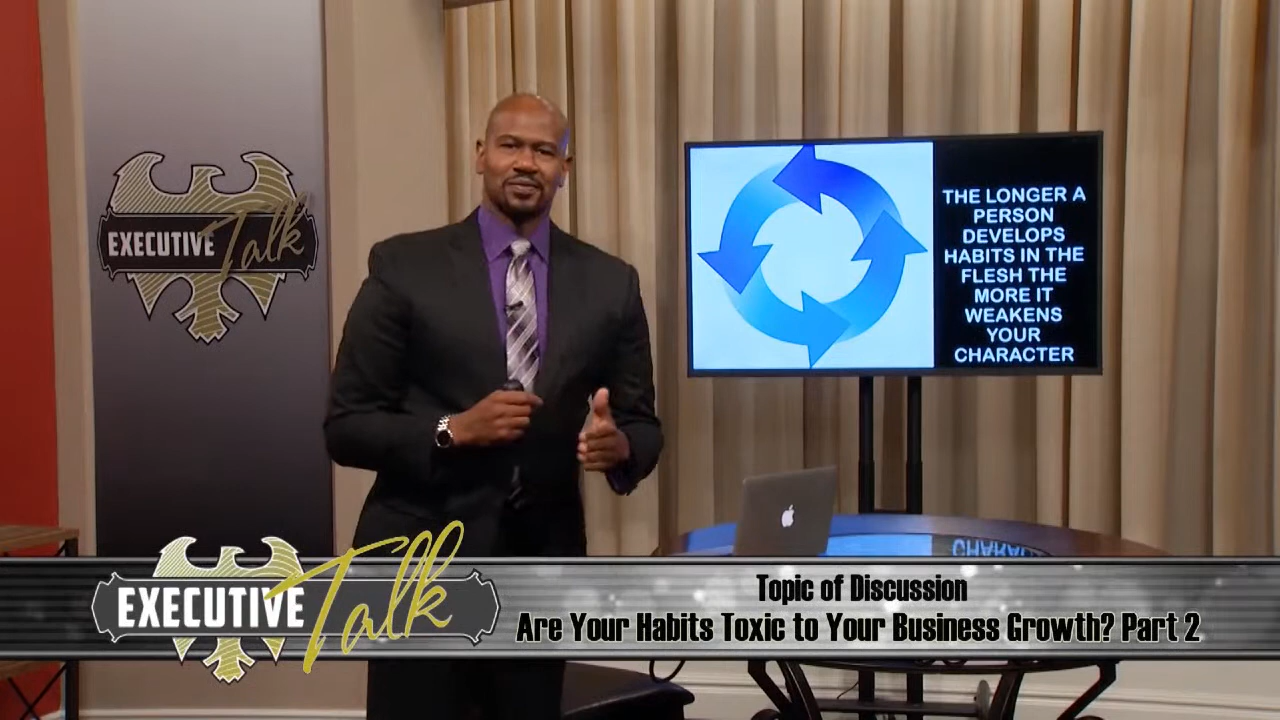 EXECUTIVE Talk
THE LONGER A
PERSON
DEVELOPS
HABITS IN THE
FLESH THE
MORE IT
WEAKENS
YOUR
CHARACTER
CHARAC
EXECUTIVE Talk
Topic of Discussion
Are Your Habits Toxic to Your Business Growth? Part 2